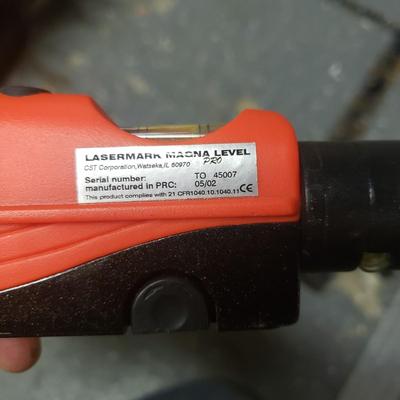 LASERMARK MAGNA LEVEL
CST Corporation, Watseka, IL 60970 PRO
Serial number: TO 45007
manufactured in PRC: 05/02
This product complies with 21 CFR1040.10.1040.11 CE